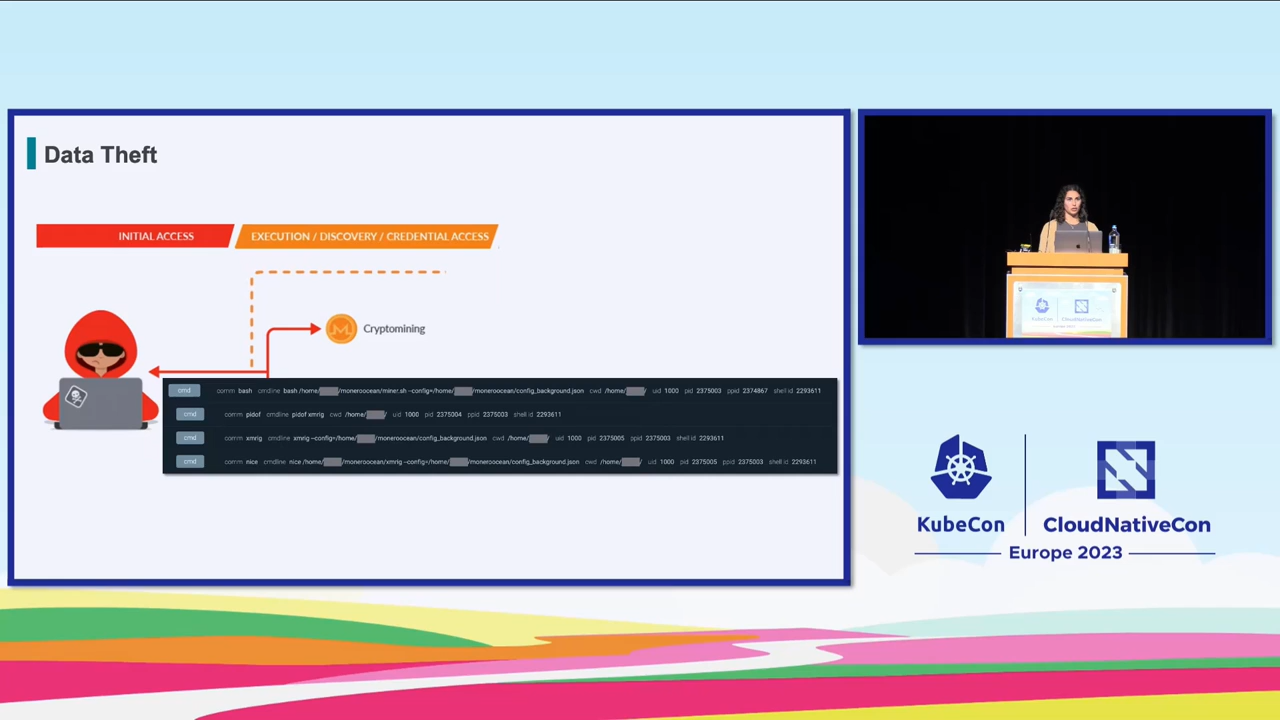 Data Theft
INITIAL ACCESS
EXECUTION / DISCOVERY / CREDENTIAL ACCESS
Cryptomining
cmd comm bash cmdline bash /home/ /moneroocean/miner.sh --config=/home/ /moneroocean/config_background.json cwd /home/ / uid 1000 pid 2375003 ppid 2374867 shell id 2293611
cmd comm pidof cmdline pidof xmrig cwd /home/ / uid 1000 pid 2375004 ppid 2375003 shell id 2293611
cmd comm xmrig cmdline xmrig --config=/home/ /moneroocean/config_background.json cwd /home/ / uid 1000 pid 2375005 ppid 2375003 shell id 2293611
cmd comm nice cmdline nice /home/ /moneroocean/xmrig --config=/home/ /moneroocean/config_background.json cwd /home/ / uid 1000 pid 2375005 ppid 2375003 shell id 2293611
KubeCon
CloudNativeCon
Europe 2023
KubeCon
CloudNativeCon
Europe 2023